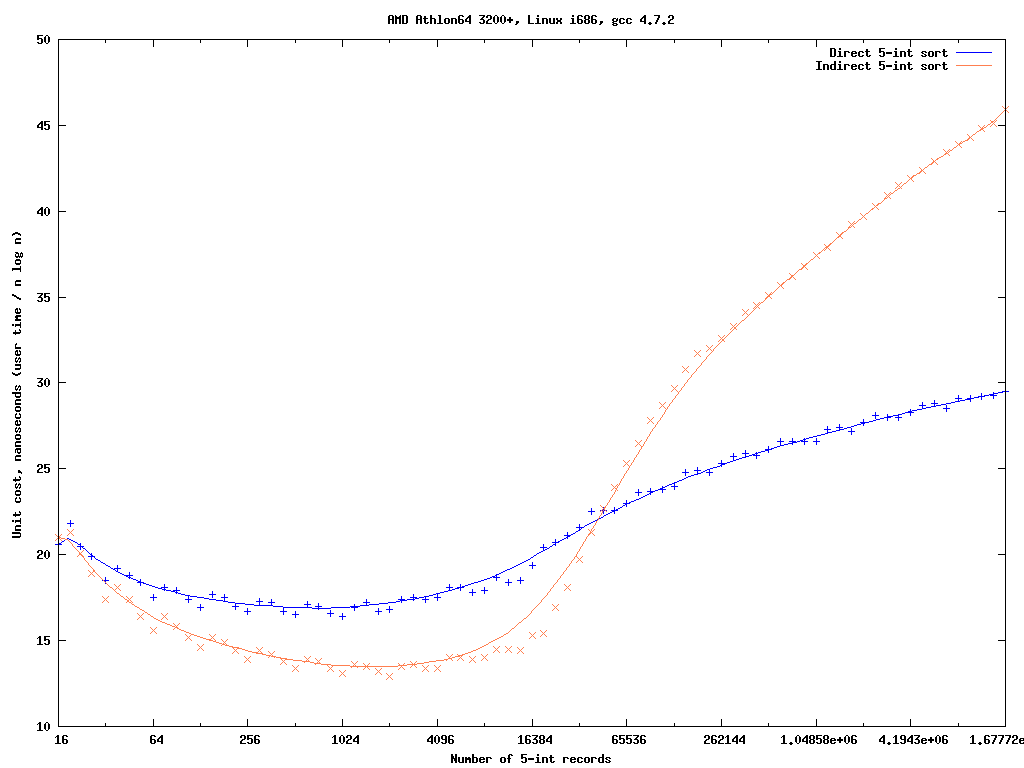 AMD Athlon64 3200+, Linux i686, gcc 4.7.2
Direct 5-int sort
Indirect 5-int sort
50
45
40
35
30
25
20
15
10
Unit cost, nanoseconds (user time / n log n)
16 64 256 1024 4096 16384 65536 262144 1.04858e+06 4.1943e+06 1.67772e
Number of 5-int records